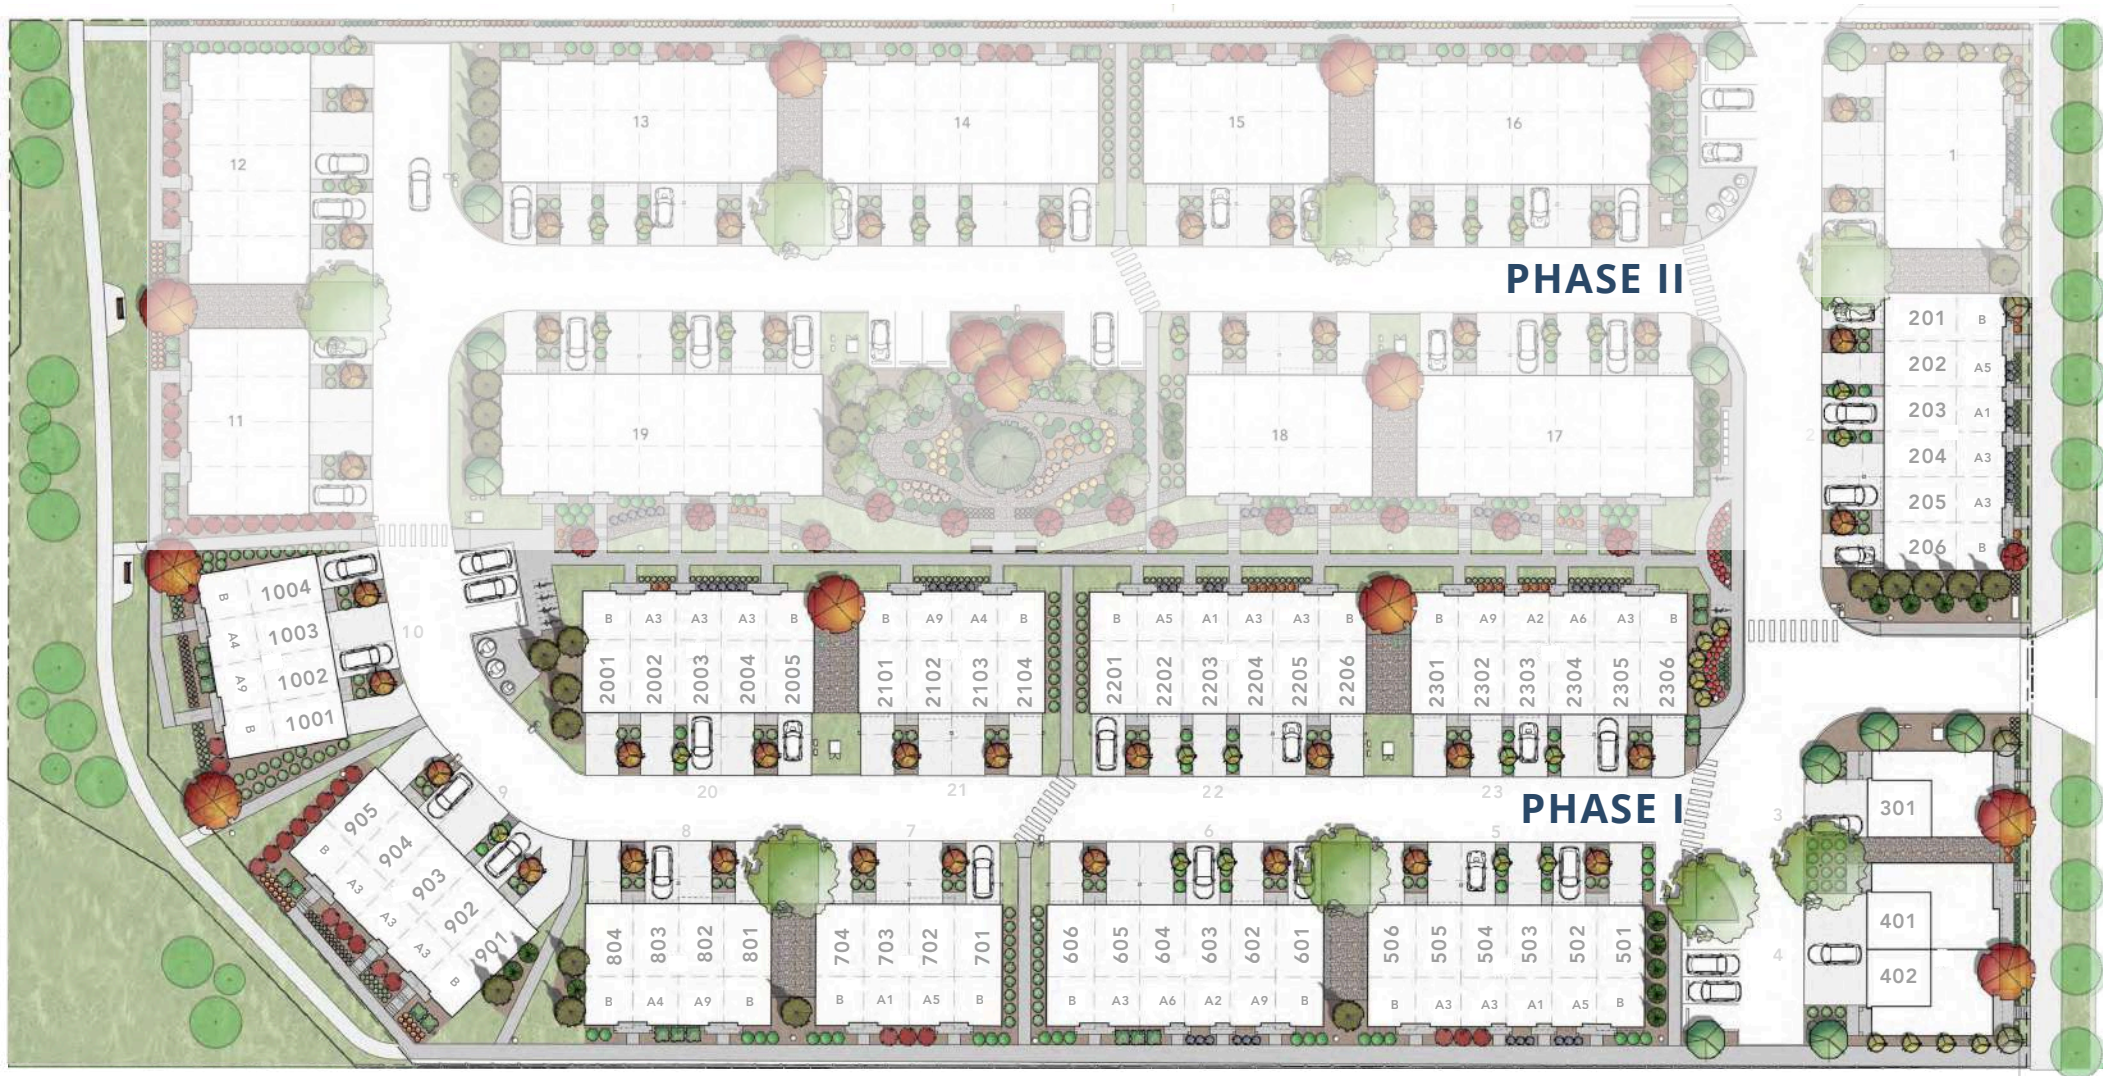 13
14
15
16
1
12
PHASE II
201 B
202 A5
203 A1
204 A3
205 A3
206 B
2
11
19
18
17
B 1004
A4 1003
A9 1002
B 1001
10
B A3 A3 A3 B
2001 2002 2003 2004 2005
B A9 A4 B
2101 2102 2103 2104
B A5 A1 A3 A3 B
2201 2202 2203 2204 2205 2206
B A9 A2 A6 A3 B
2301 2302 2303 2304 2305 2306
9
20
21
22
23
PHASE I
8
7
6
5
3
301
905 904 903 902 901
B A3 A3 A3 B
804 803 802 801
B A4 A9 B
704 703 702 701
B A1 A5 B
606 605 604 603 602 601
B A3 A6 A2 A9 B
506 505 504 503 502 501
B A3 A3 A1 A5 B
4
401
402